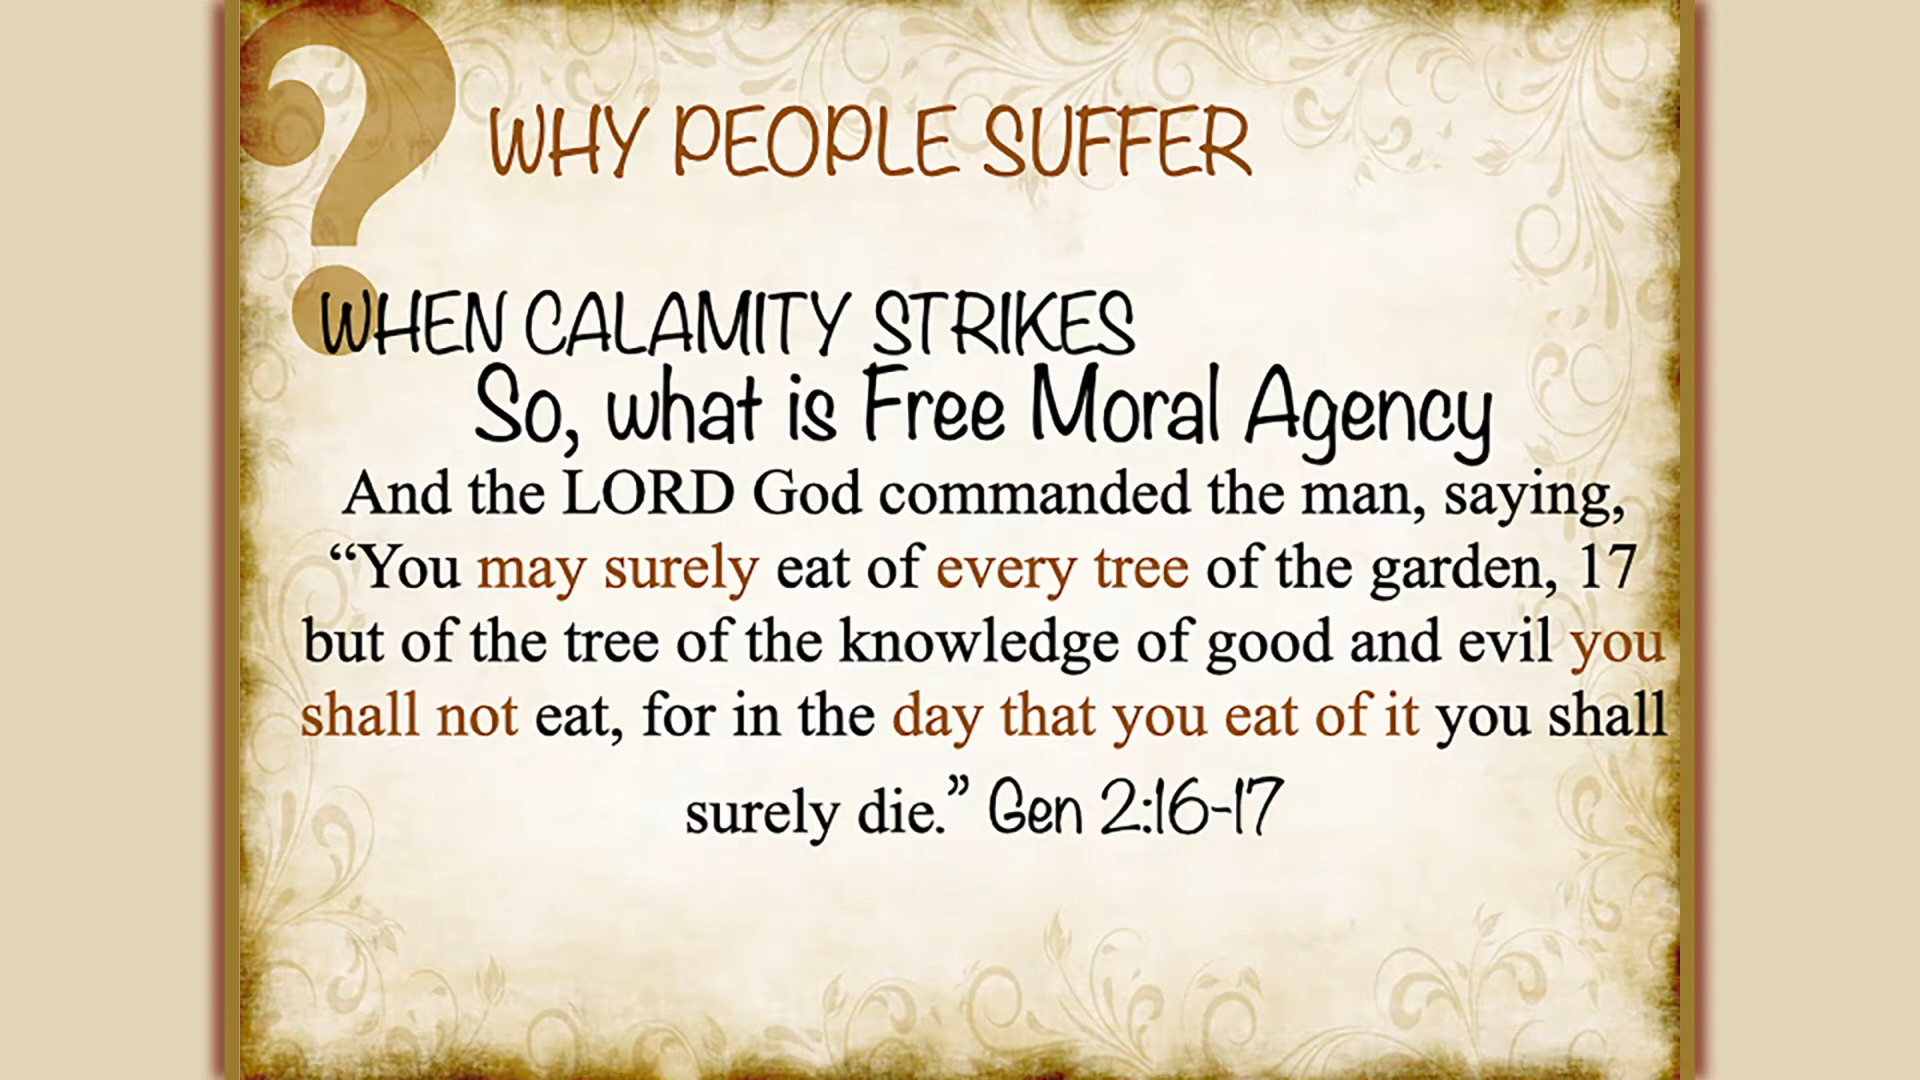 ?
WHY PEOPLE SUFFER
WHEN CALAMITY STRIKES
So, what is Free Moral Agency
And the LORD God commanded the man, saying,
“You may surely eat of every tree of the garden, 17
but of the tree of the knowledge of good and evil you
shall not eat, for in the day that you eat of it you shall
surely die.” Gen 2:16-17